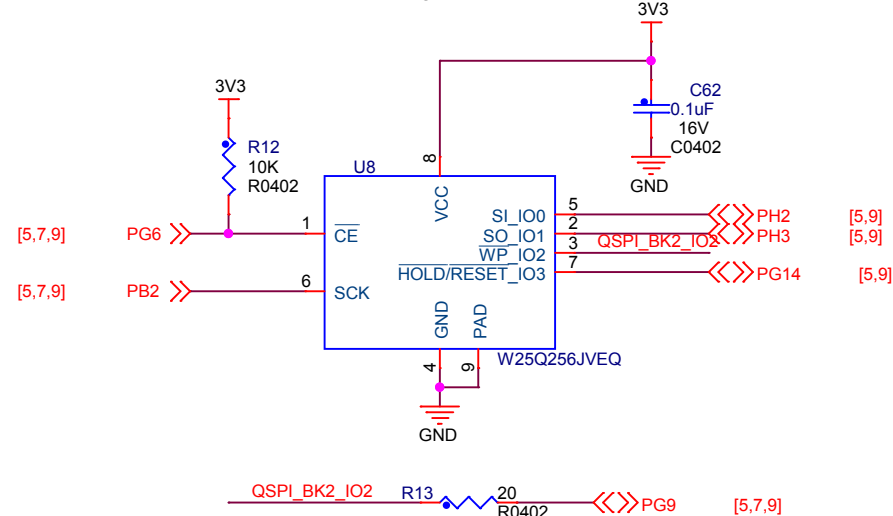 3V3
C62
0.1uF
16V
C0402
GND
3V3
R12
10K
R0402
U8
8
VCC
[5,7,9]
PG6
1
CE
[5,7,9]
PB2
6
SCK
SI_IO0
5
PH2
[5,9]
SO_IO1
2
PH3
[5,9]
WP_IO2
3
QSPI_BK2_IO2
HOLD/RESET_IO3
7
PG14
[5,9]
GND
PAD
4
9
W25Q256JVEQ
GND
QSPI_BK2_IO2
R13
20
R0402
PG9
[5,7,9]